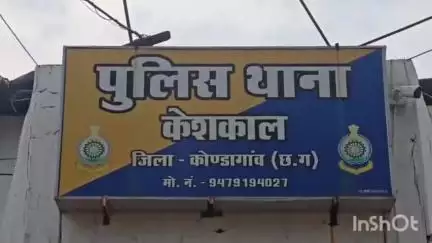 पुलिस थाना
केशकाल
जिला - कोण्डागांव (छ.ग)
मो. नं. - 9479194027
InShOt